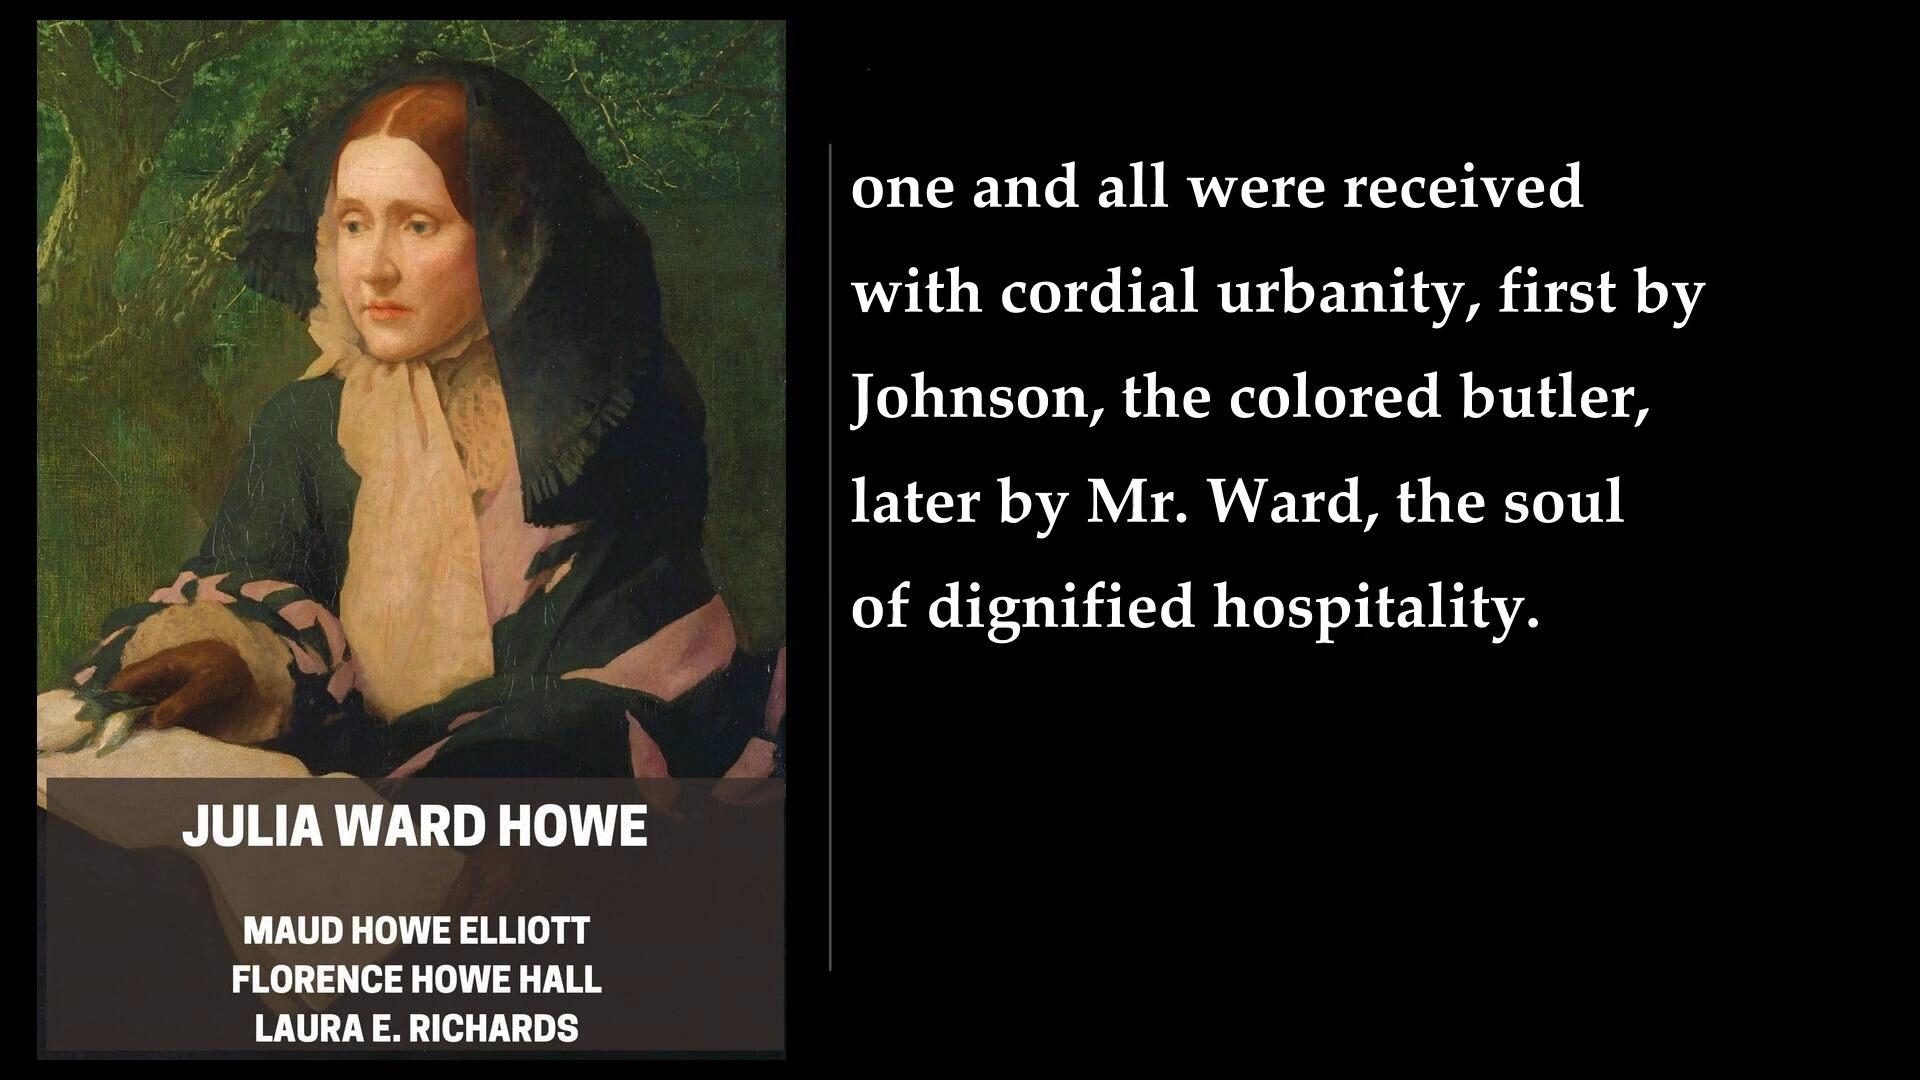 one and all were received
with cordial urbanity, first by
Johnson, the colored butler,
later by Mr. Ward, the soul
of dignified hospitality.
JULIA WARD HOWE
MAUD HOWE ELLIOTT
FLORENCE HOWE HALL
LAURA E. RICHARDS